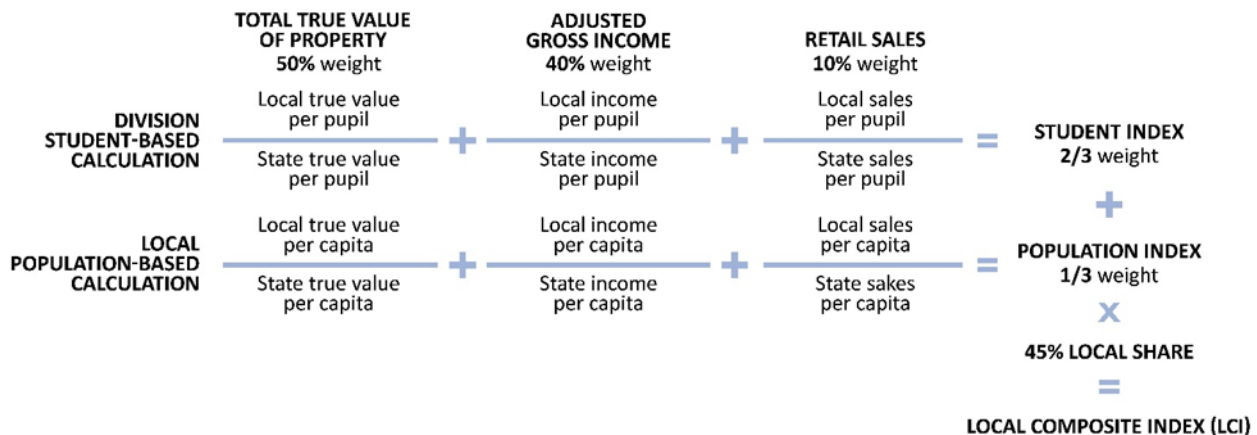 TOTAL TRUE VALUE
OF PROPERTY
50% weight
ADJUSTED
GROSS INCOME
40% weight
RETAIL SALES
10% weight
DIVISION
STUDENT-BASED
CALCULATION
Local true value
per pupil
State true value
per pupil
+
Local income
per pupil
State income
per pupil
+
Local sales
per pupil
State sales
per pupil
=
STUDENT INDEX
2/3 weight
+
LOCAL
POPULATION-BASED
CALCULATION
Local true value
per capita
State true value
per capita
+
Local income
per capita
State income
per capita
+
Local sales
per capita
State sakes
per capita
=
POPULATION INDEX
1/3 weight
x
45% LOCAL SHARE
=
LOCAL COMPOSITE INDEX (LCI)